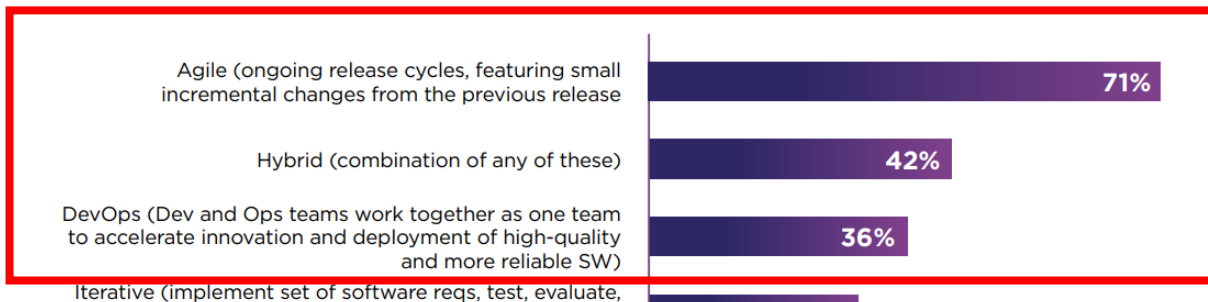 Agile (ongoing release cycles, featuring small
incremental changes from the previous release
71%
Hybrid (combination of any of these)
42%
DevOps (Dev and Ops teams work together as one team
to accelerate innovation and deployment of high-quality
and more reliable SW)
36%
Iterative (implement set of software reqs, test, evaluate,